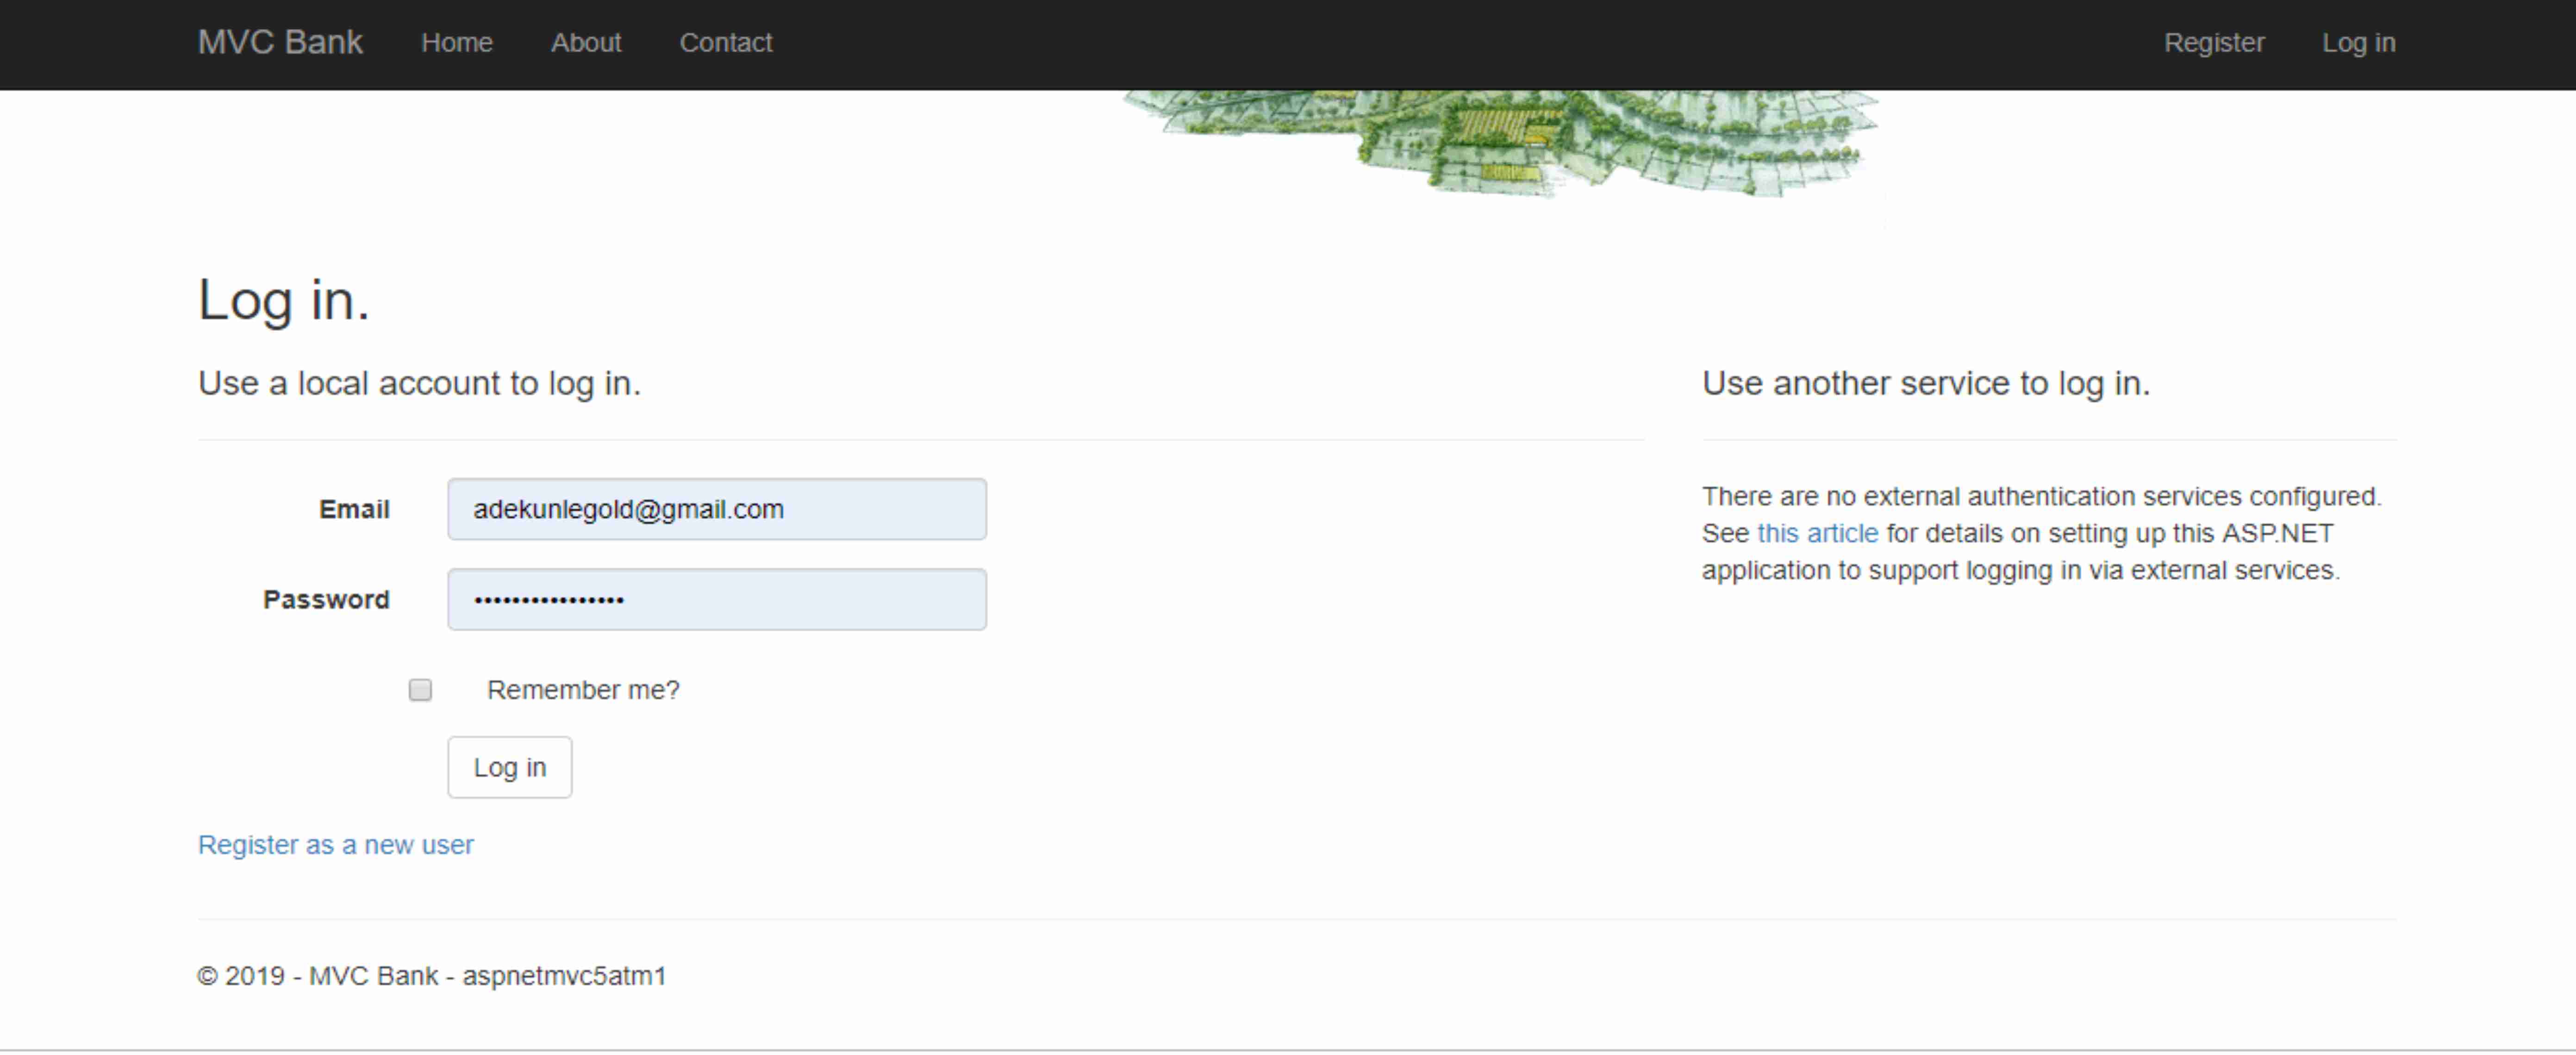 MVC Bank Home About Contact Register Log in
Log in.
Use a local account to log in.
Email adekunlegold@gmail.com
Password ••••••••••••••••
Remember me?
Log in
Register as a new user
Use another service to log in.
There are no external authentication services configured.
See this article for details on setting up this ASP.NET
application to support logging in via external services.
© 2019 - MVC Bank - aspnetmvc5atm1